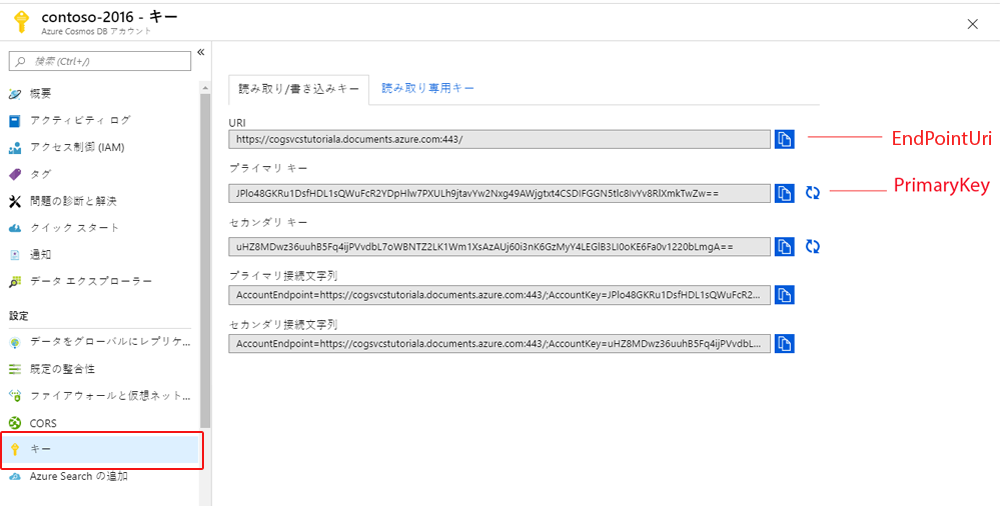 contoso-2016 - キー
Azure Cosmos DB アカウント
検索 (Ctrl+/)
概要
アクティビティ ログ
アクセス制御 (IAM)
タグ
問題の診断と解決
クイック スタート
通知
データ エクスプローラー
設定
データをグローバルにレプリケ...
既定の整合性
ファイアウォールと仮想ネット...
CORS
キー
Azure Search の追加
読み取り/書き込みキー 読み取り専用キー
URI
https://cogsvcstutoriala.documents.azure.com:443/
EndPointUri
プライマリ キー
JPlo48GKRu1DsfHDL1sQWuFcR2YDpHlw7PXULh9jtavYw2Nxg49AWjgtxt4CSDIFGGN5tlc8IvYv8RlXmkTwZw==
PrimaryKey
セカンダリ キー
uHZ8MDwz36uuhB5Fq4ijPVvdbL7oWBNTZ2LK1Wm1XsAzAUj60i3nK6GzMyY4LEGlB3LI0oKE6Fa0v1220bLmgA==
プライマリ接続文字列
AccountEndpoint=https://cogsvcstutoriala.documents.azure.com:443/;AccountKey=JPlo48GKRu1DsfHDL1sQWuFcR2...
セカンダリ接続文字列
AccountEndpoint=https://cogsvcstutoriala.documents.azure.com:443/;AccountKey=uHZ8MDwz36uuhB5Fq4ijPVvdbL...